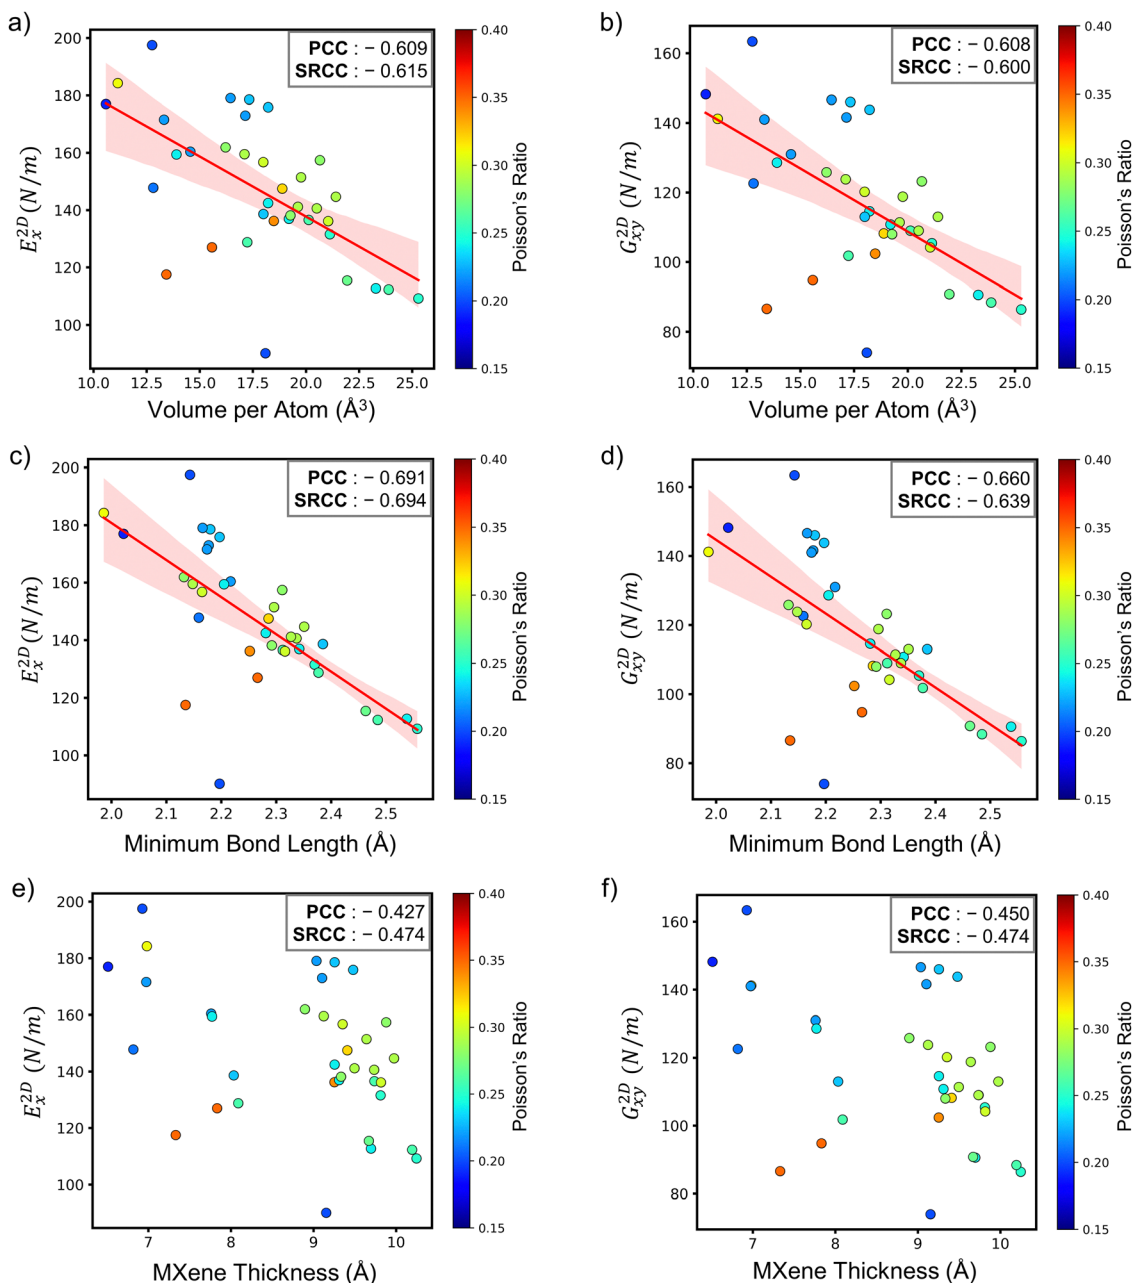 a)
PCC : − 0.609
SRCC : − 0.615
200
180
160
140
120
100
E_x^{2D} (N/m)
10.0 12.5 15.0 17.5 20.0 22.5 25.0
Volume per Atom (Å³)
0.40
0.35
0.30
0.25
0.20
0.15
Poisson's Ratio
b)
PCC : − 0.608
SRCC : − 0.600
160
140
120
100
80
G_{xy}^{2D} (N/m)
10.0 12.5 15.0 17.5 20.0 22.5 25.0
Volume per Atom (Å³)
0.40
0.35
0.30
0.25
0.20
0.15
Poisson's Ratio
c)
PCC : − 0.691
SRCC : − 0.694
200
180
160
140
120
100
E_x^{2D} (N/m)
2.0 2.1 2.2 2.3 2.4 2.5
Minimum Bond Length (Å)
0.40
0.35
0.30
0.25
0.20
0.15
Poisson's Ratio
d)
PCC : − 0.660
SRCC : − 0.639
160
140
120
100
80
G_{xy}^{2D} (N/m)
2.0 2.1 2.2 2.3 2.4 2.5
Minimum Bond Length (Å)
0.40
0.35
0.30
0.25
0.20
0.15
Poisson's Ratio
e)
PCC : − 0.427
SRCC : − 0.474
200
180
160
140
120
100
E_x^{2D} (N/m)
7 8 9 10
MXene Thickness (Å)
0.40
0.35
0.30
0.25
0.20
0.15
Poisson's Ratio
f)
PCC : − 0.450
SRCC : − 0.474
160
140
120
100
80
G_{xy}^{2D} (N/m)
7 8 9 10
MXene Thickness (Å)
0.40
0.35
0.30
0.25
0.20
0.15
Poisson's Ratio